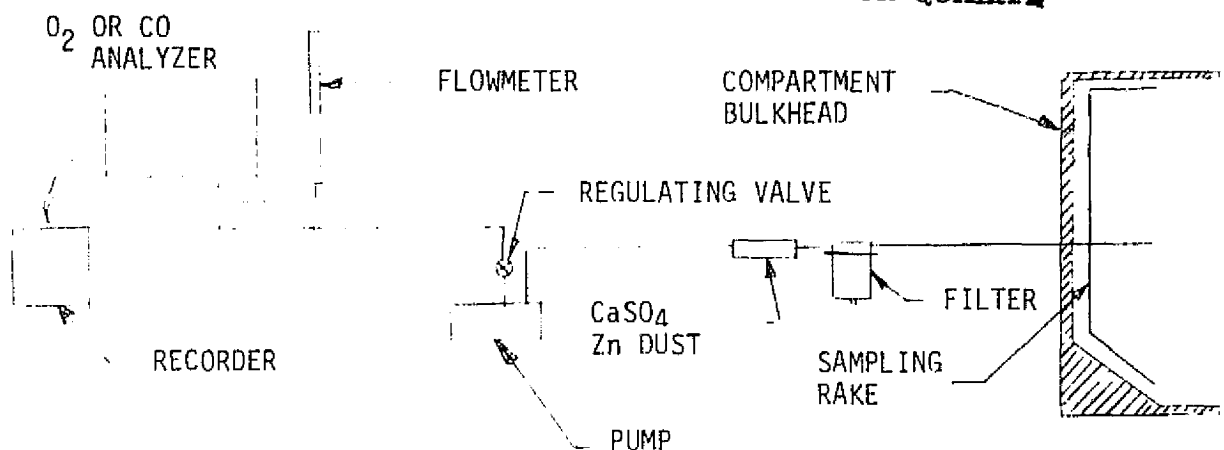 O2 OR CO
ANALYZER
FLOWMETER
COMPARTMENT
BULKHEAD
REGULATING VALVE
CaSO4
Zn DUST
FILTER
RECORDER
SAMPLING
RAKE
PUMP